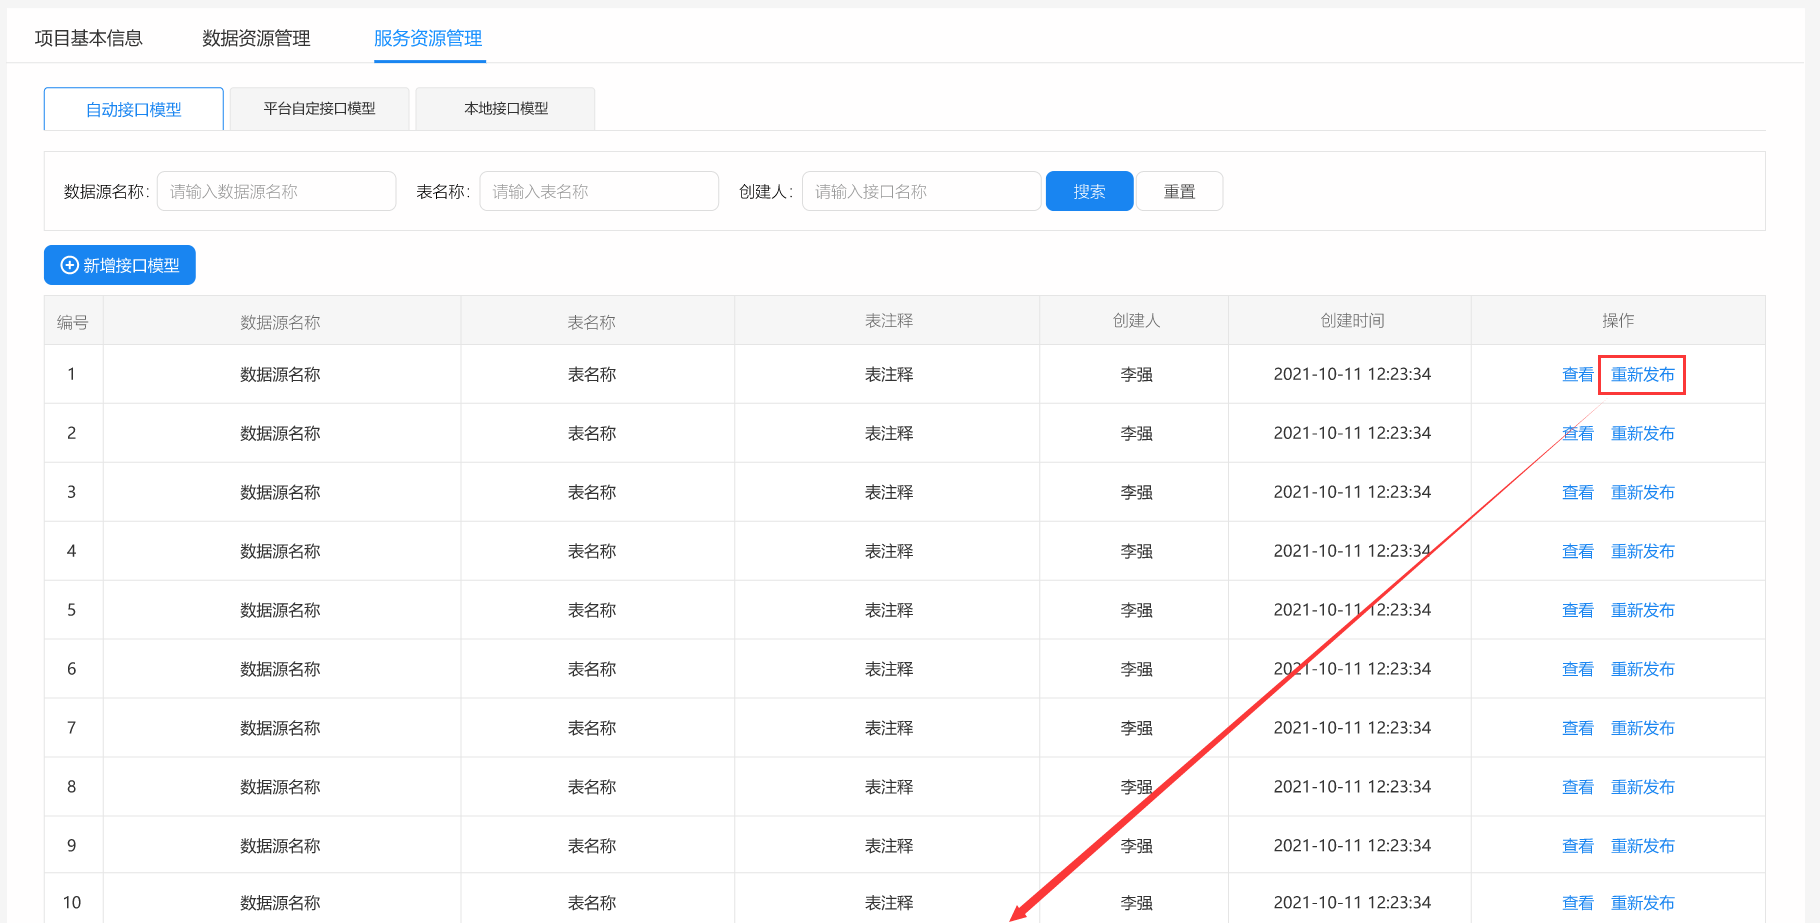 项目基本信息 数据资源管理 服务资源管理
自动接口模型 平台自定接口模型 本地接口模型
数据源名称: 请输入数据源名称 表名称: 请输入表名称 创建人: 请输入接口名称 搜索 重置
新增接口模型
编号 数据源名称 表名称 表注释 创建人 创建时间 操作
1 数据源名称 表名称 表注释 李强 2021-10-11 12:23:34 查看 重新发布
2 数据源名称 表名称 表注释 李强 2021-10-11 12:23:34 查看 重新发布
3 数据源名称 表名称 表注释 李强 2021-10-11 12:23:34 查看 重新发布
4 数据源名称 表名称 表注释 李强 2021-10-11 12:23:34 查看 重新发布
5 数据源名称 表名称 表注释 李强 2021-10-11 12:23:34 查看 重新发布
6 数据源名称 表名称 表注释 李强 2021-10-11 12:23:34 查看 重新发布
7 数据源名称 表名称 表注释 李强 2021-10-11 12:23:34 查看 重新发布
8 数据源名称 表名称 表注释 李强 2021-10-11 12:23:34 查看 重新发布
9 数据源名称 表名称 表注释 李强 2021-10-11 12:23:34 查看 重新发布
10 数据源名称 表名称 表注释 李强 2021-10-11 12:23:34 查看 重新发布